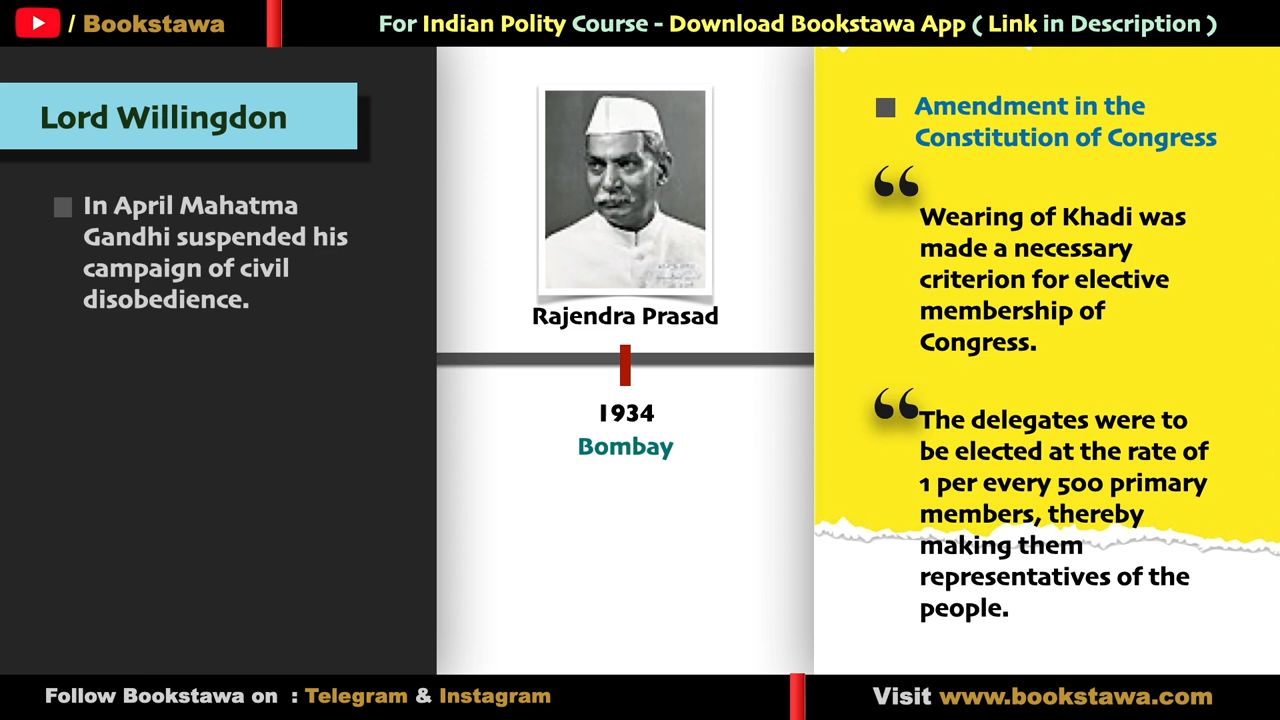 / Bookstawa
For Indian Polity Course - Download Bookstawa App ( Link in Description )
Lord Willingdon
In April Mahatma
Gandhi suspended his
campaign of civil
disobedience.
Rajendra Prasad
1934
Bombay
Amendment in the
Constitution of Congress
“
Wearing of Khadi was
made a necessary
criterion for elective
membership of
Congress.
“
The delegates were to
be elected at the rate of
1 per every 500 primary
members, thereby
making them
representatives of the
people.
Follow Bookstawa on : Telegram & Instagram
Visit www.bookstawa.com